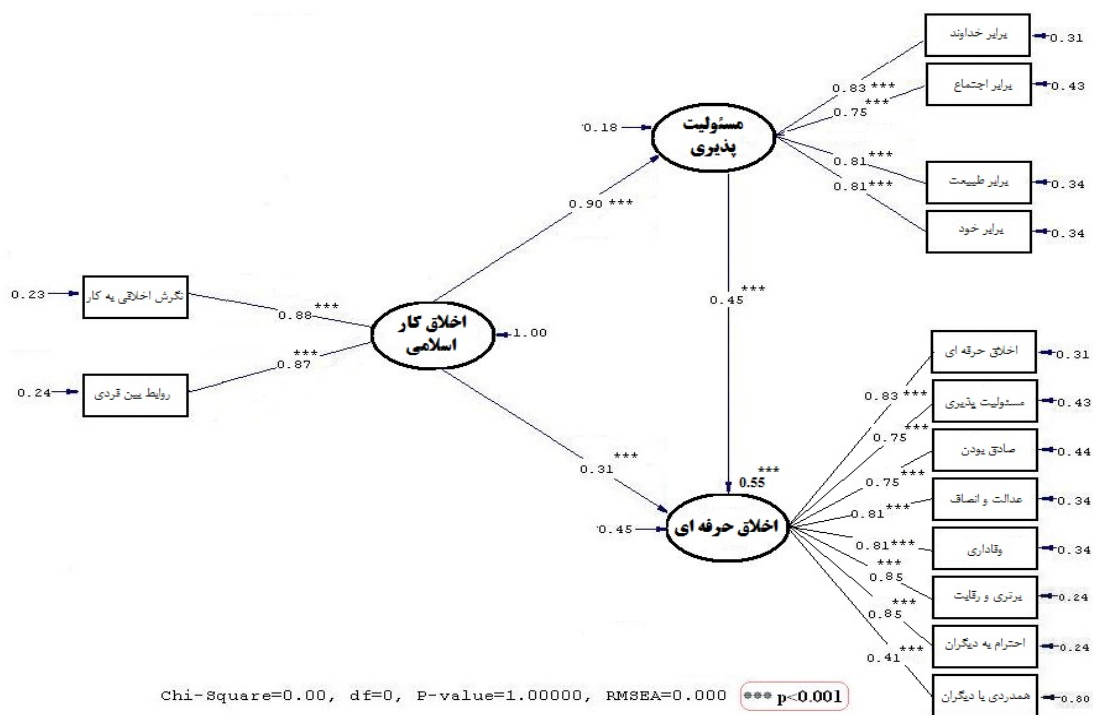 برابر خداوند
0.31
0.83 ***
برابر اجتماع
0.43
0.75 ***
0.18
مسئولیت
پذیری
0.81 ***
برابر طبیعت
0.34
0.81 ***
برابر خود
0.34
0.90 ***
0.23
نگرش اخلاقی به کار
0.88 ***
0.45 ***
اخلاق کار
اسلامی
1.00
0.87 ***
0.24
روابط بین فردی
اخلاق حرفه ای
0.31
0.83 ***
مسئولیت پذیری
0.43
0.75 ***
صادق بودن
0.44
0.75 ***
0.31 ***
0.55 ***
عدالت و انصاف
0.34
0.81 ***
0.45
اخلاق حرفه ای
وفاداری
0.34
0.81 ***
برتری و رقابت
0.24
0.85 ***
احترام به دیگران
0.24
0.85 ***
همدردی با دیگران
0.80
0.41 ***
Chi-Square=0.00, df=0, P-value=1.00000, RMSEA=0.000 *** p<0.001